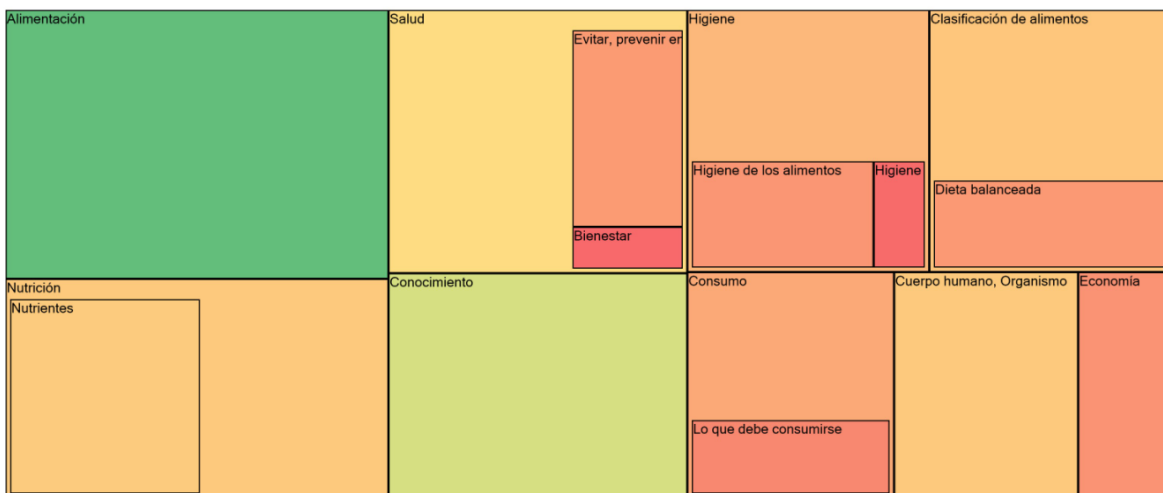 Alimentación
Salud
Higiene
Clasificación de alimentos
Evitar, prevenir en
Higiene de los alimentos
Higiene
Dieta balanceada
Bienestar
Nutrición
Conocimiento
Consumo
Cuerpo humano, Organismo
Economía
Nutrientes
Lo que debe consumirse